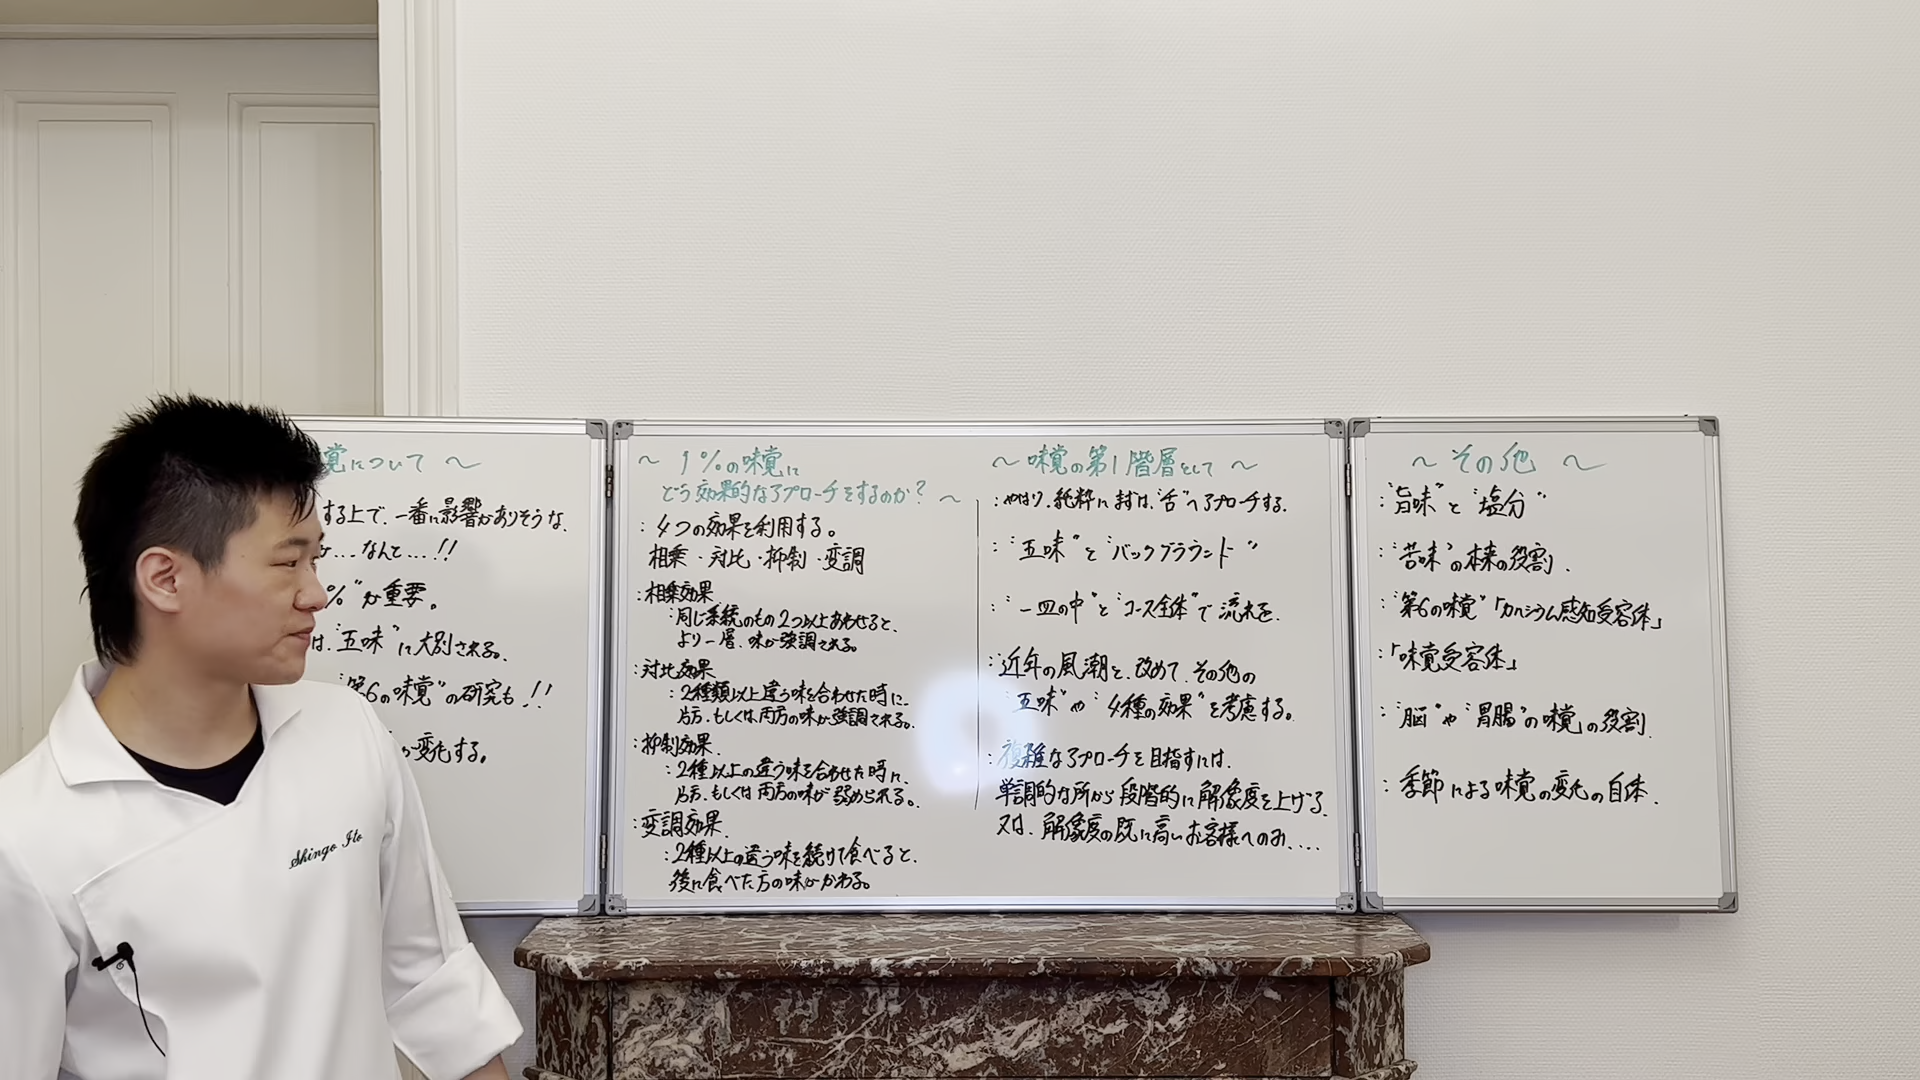 覚について ～
する上で、一番に影響がありそうな、
...なんと...!!
%"が重要。
は、"五味"に大別される。
"第6の味覚"の研究も!!
変化する。
～ 1%の味覚に
どう効果的なアプローチをするのか? ～
:4つの効果を利用する。
相乗・対比・抑制・変調
:相乗効果
:同じ系統のもの2つ以上あわせると、
より一層、味が強調される。
:対比効果
:2種類以上違う味を合わせた時に、
片方、もしくは両方の味が強調される。
:抑制効果
:2種以上の違う味を合わせた時に、
片方、もしくは両方の味が弱められる。
:変調効果
:2種以上の違う味を続けて食べると、
後に食べた方の味がかわる。
～ 味覚の第1階層として ～
:やはり、純粋にまずは、"舌"へアプローチする。
:"五味"と"バックグラウンド"
:"一皿の中"と"コース全体"で流れを。
:近年の風潮と、改めて、その他の
"五味"や"4種の効果"を考慮する。
:複雑なアプローチを目指すには、
単調的な所から段階的に解像度を上げる。
又は、解像度の既に高いお客様へのみ....
～ その他 ～
:"旨味"と"塩分"
:"苦味"の本来の役割.
:"第6の味覚"「カルシウム感知受容体」
:「味覚受容体」
:"脳"や"胃腸"の味覚」の役割.
:季節による味覚の変化の自体.
Shingo Ito